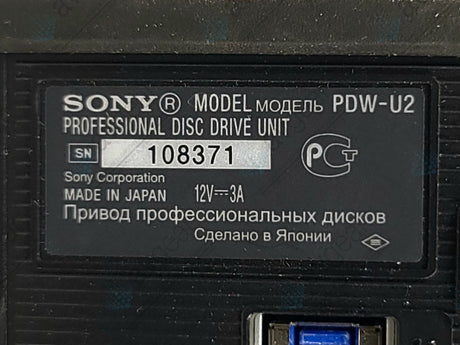 SONY® MODEL МОДЕЛЬ PDW-U2
PROFESSIONAL DISC DRIVE UNIT
SN 108371
Sony Corporation
MADE IN JAPAN 12V⎓3A
Привод профессиональных дисков
Сделано в Японии